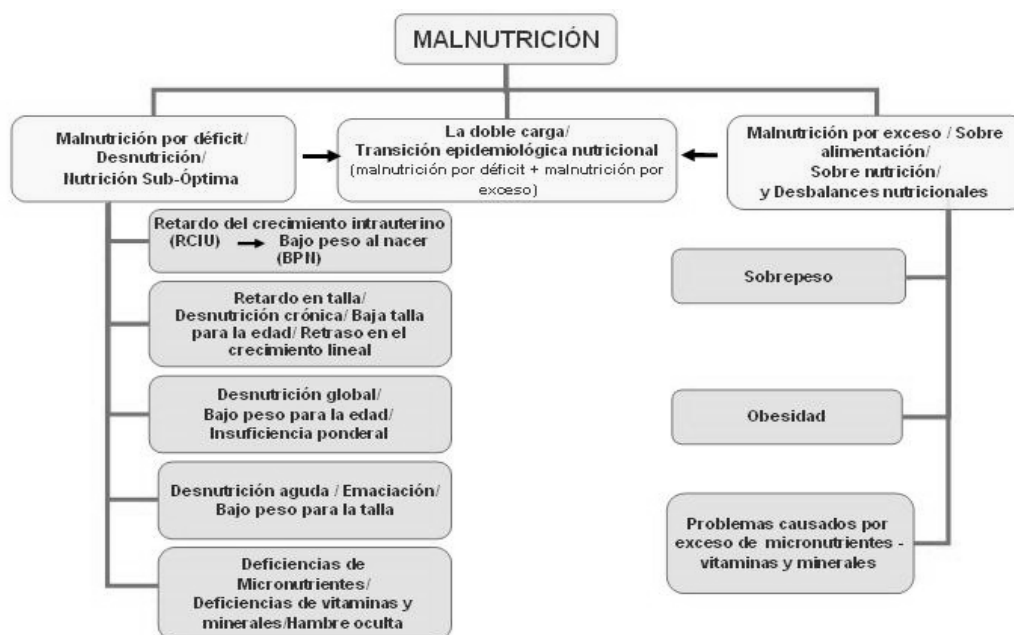 MALNUTRICIÓN
Malnutrición por déficit/
Desnutrición/
Nutrición Sub-Óptima
La doble carga/
Transición epidemiológica nutricional
(malnutrición por déficit + malnutrición por
exceso)
Malnutrición por exceso / Sobre
alimentación/
Sobre nutrición/
y Desbalances nutricionales
Retardo del crecimiento intrauterino
(RCIU) → Bajo peso al nacer
(BPN)
Retardo en talla/
Desnutrición crónica/ Baja talla
para la edad/ Retraso en el
crecimiento lineal
Desnutrición global/
Bajo peso para la edad/
Insuficiencia ponderal
Desnutrición aguda / Emaciación/
Bajo peso para la talla
Deficiencias de
Micronutrientes/
Deficiencias de vitaminas y
minerales/Hambre oculta
Sobrepeso
Obesidad
Problemas causados por
exceso de micronutrientes -
vitaminas y minerales